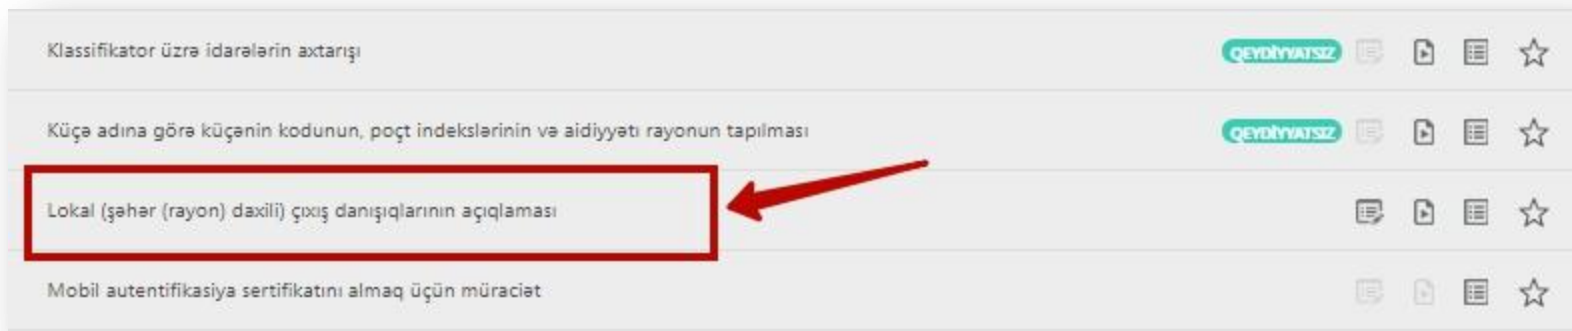 Klassifikator üzrə idarələrin axtarışı QEYDİYYATSIZ
Küçə adına görə küçənin kodunun, poçt indekslərinin və aidiyyatı rayonun tapılması QEYDİYYATSIZ
Lokal (şəhər (rayon) daxili) çıxış danışıqlarının açıqlaması
Mobil autentifikasiya sertifikatını almaq üçün müraciət